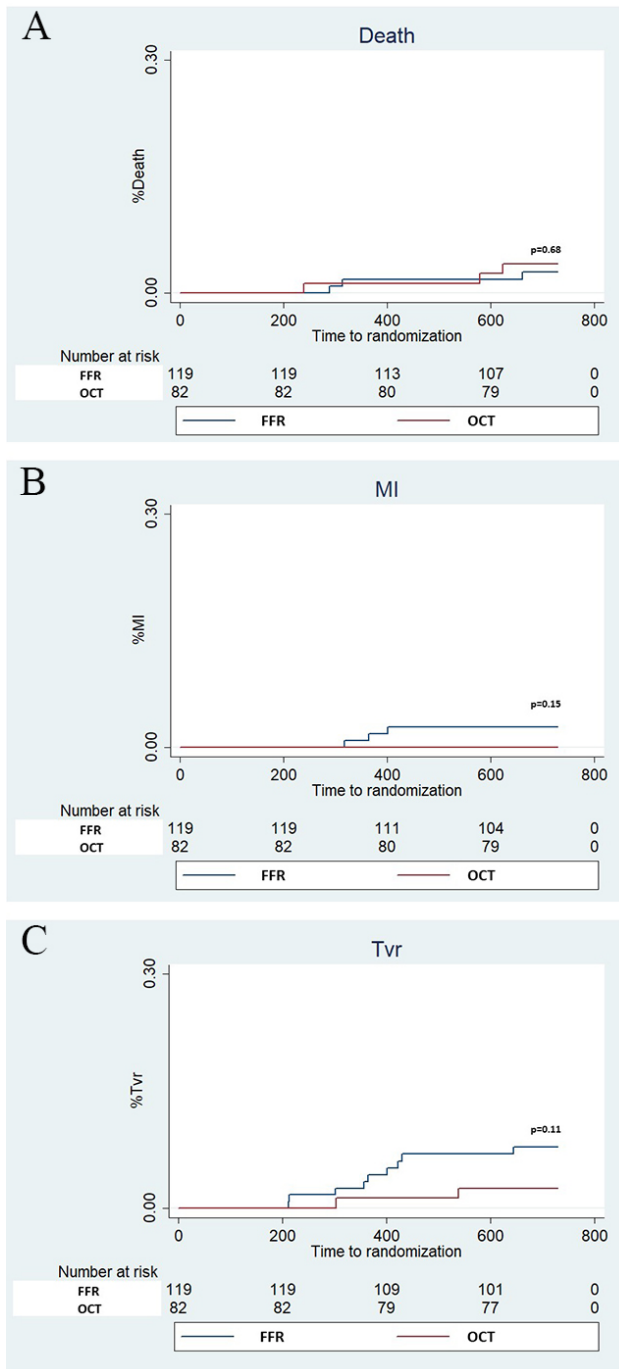 A
Death
0.30
%Death
0.00
p=0.68
0 200 400 600 800
Time to randomization
Number at risk
FFR 119 119 113 107 0
OCT 82 82 80 79 0
FFR OCT
B
MI
0.30
%MI
0.00
p=0.15
0 200 400 600 800
Time to randomization
Number at risk
FFR 119 119 111 104 0
OCT 82 82 80 79 0
FFR OCT
C
Tvr
0.30
%Tvr
0.00
p=0.11
0 200 400 600 800
Time to randomization
Number at risk
FFR 119 119 109 101 0
OCT 82 82 79 77 0
FFR OCT